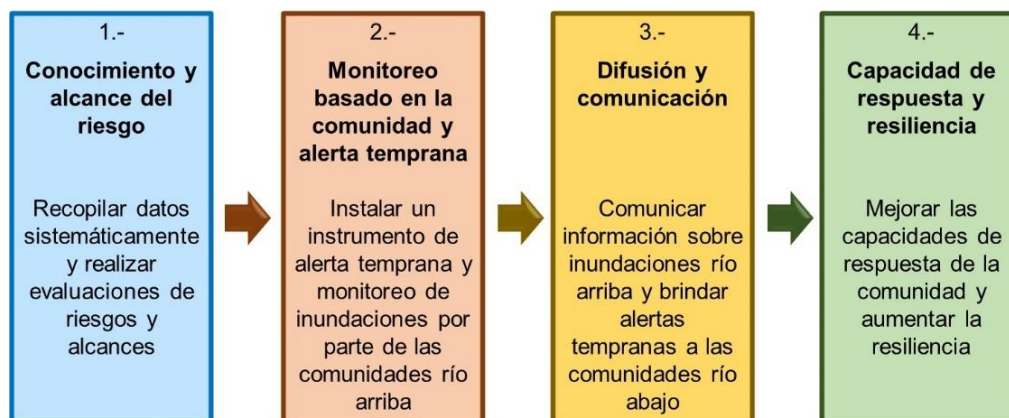 1.-
Conocimiento y
alcance del
riesgo
Recopilar datos
sistemáticamente
y realizar
evaluaciones de
riesgos y
alcances
2.-
Monitoreo
basado en la
comunidad y
alerta temprana
Instalar un
instrumento de
alerta temprana y
monitoreo de
inundaciones por
parte de las
comunidades río
arriba
3.-
Difusión y
comunicación
Comunicar
información sobre
inundaciones río
arriba y brindar
alertas
tempranas a las
comunidades río
abajo
4.-
Capacidad de
respuesta y
resiliencia
Mejorar las
capacidades de
respuesta de la
comunidad y
aumentar la
resiliencia